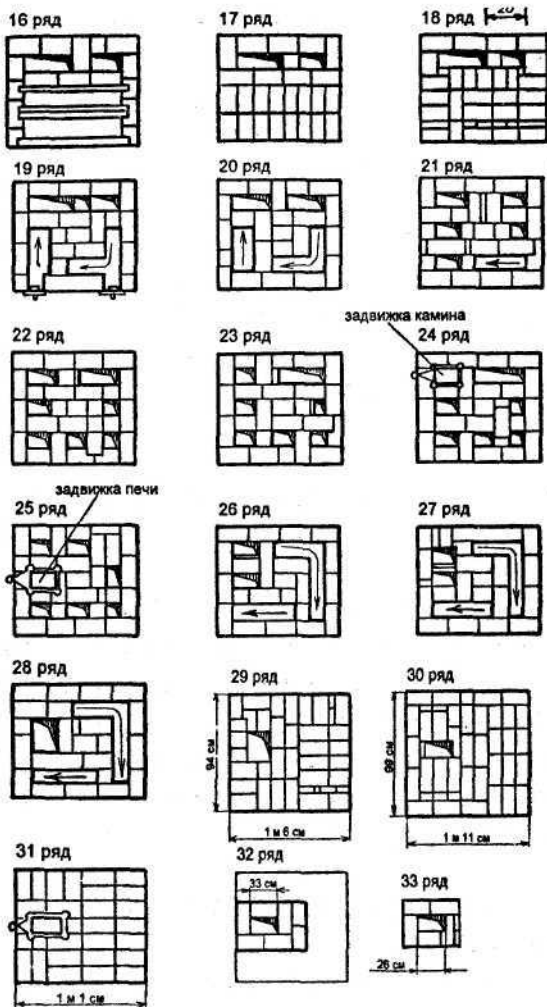 16 ряд
17 ряд
18 ряд
19 ряд
20 ряд
21 ряд
задвижка камина
22 ряд
23 ряд
24 ряд
задвижка печи
25 ряд
26 ряд
27 ряд
28 ряд
29 ряд
30 ряд
94 см
1 м 6 см
99 см
1 м 11 см
31 ряд
32 ряд
33 ряд
33 см
26 см
1 м 1 см